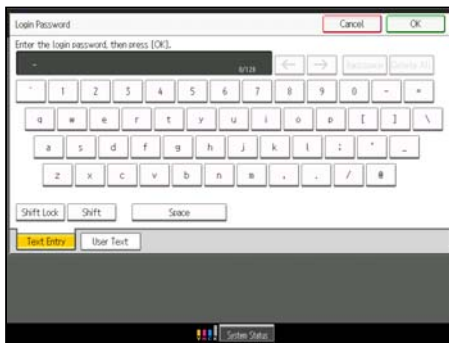 Login Password
Cancel
OK
Enter the login password, then press [OK].
0/128
← → Backspace Delete All
` 1 2 3 4 5 6 7 8 9 0 - =
q w e r t y u i o p [ ] \
a s d f g h j k l ; '
z x c v b n m , . / @
Shift Lock Shift Space
Text Entry User Text
System Status